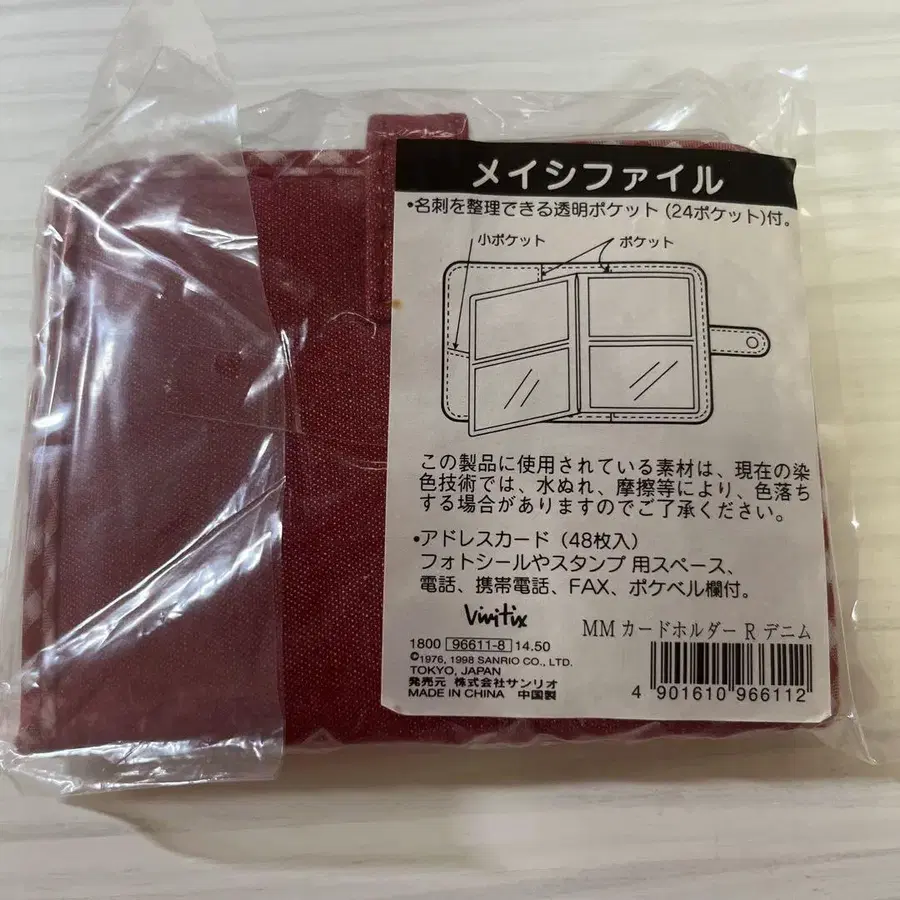 メイシファイル
•名刺を整理できる透明ポケット(24ポケット)付。
小ポケット
ポケット
この製品に使用されている素材は、現在の染
色技術では、水ぬれ、摩擦等により、色落ち
する場合がありますのでご了承ください。
•アドレスカード(48枚入)
フォトシールやスタンプ 用スペース、
電話、携帯電話、FAX、ポケベル欄付。
Vivitix
MM カードホルダー R デニム
1800 96611-8 14.50
©1976, 1998 SANRIO CO., LTD.
TOKYO, JAPAN
発売元 株式会社サンリオ
MADE IN CHINA 中国製
4 901610 966112